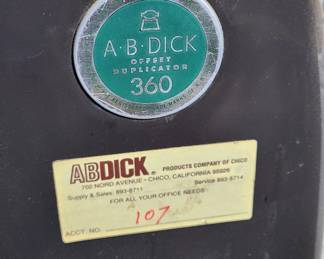 A·B·DICK
OFFSET
DUPLICATOR
360
ABDICK® PRODUCTS COMPANY OF CHICO
702 NORD AVENUE - CHICO, CALIFORNIA 95926
Supply & Sales: 893-8711 Service 893-8714
FOR ALL YOUR OFFICE NEEDS
107
ACCT. NO.